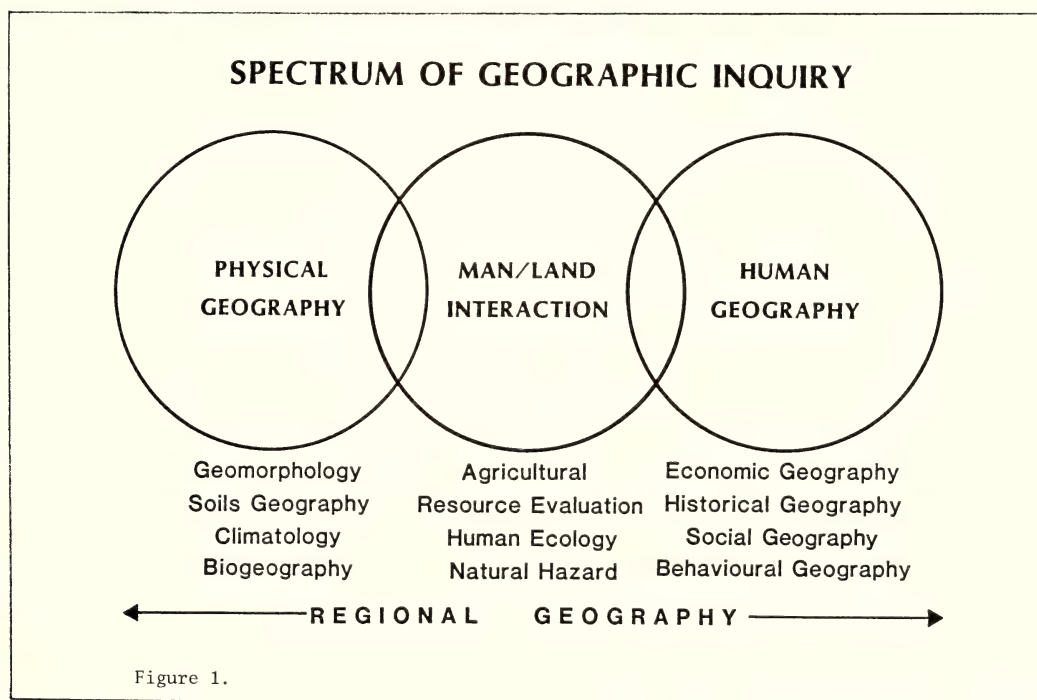 SPECTRUM OF GEOGRAPHIC INQUIRY
PHYSICAL
GEOGRAPHY
MAN/LAND
INTERACTION
HUMAN
GEOGRAPHY
Geomorphology
Soils Geography
Climatology
Biogeography
Agricultural
Resource Evaluation
Human Ecology
Natural Hazard
Economic Geography
Historical Geography
Social Geography
Behavioural Geography
REGIONAL GEOGRAPHY
Figure 1.